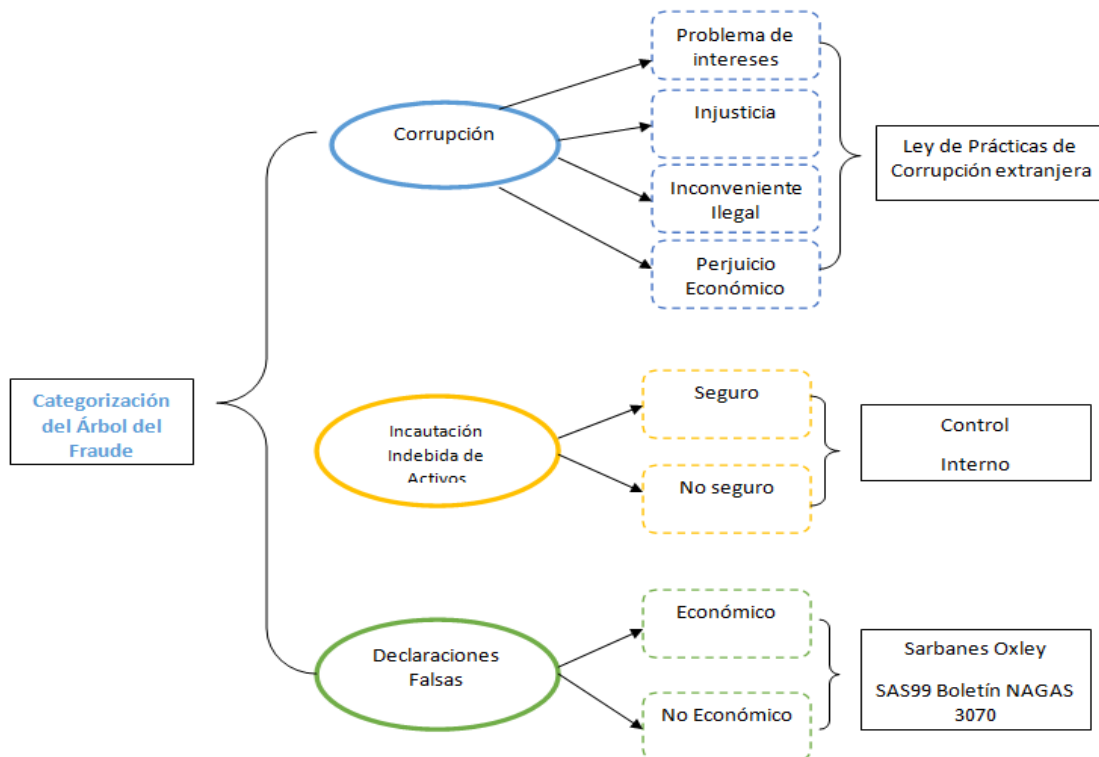 Categorización
del Árbol del
Fraude
Corrupción
Problema de
intereses
Injusticia
Inconveniente
Ilegal
Perjuicio
Económico
Ley de Prácticas de
Corrupción extranjera
Incautación
Indebida de
Activos
Seguro
No seguro
Control
Interno
Declaraciones
Falsas
Económico
No Económico
Sarbanes Oxley
SAS99 Boletín NAGAS
3070